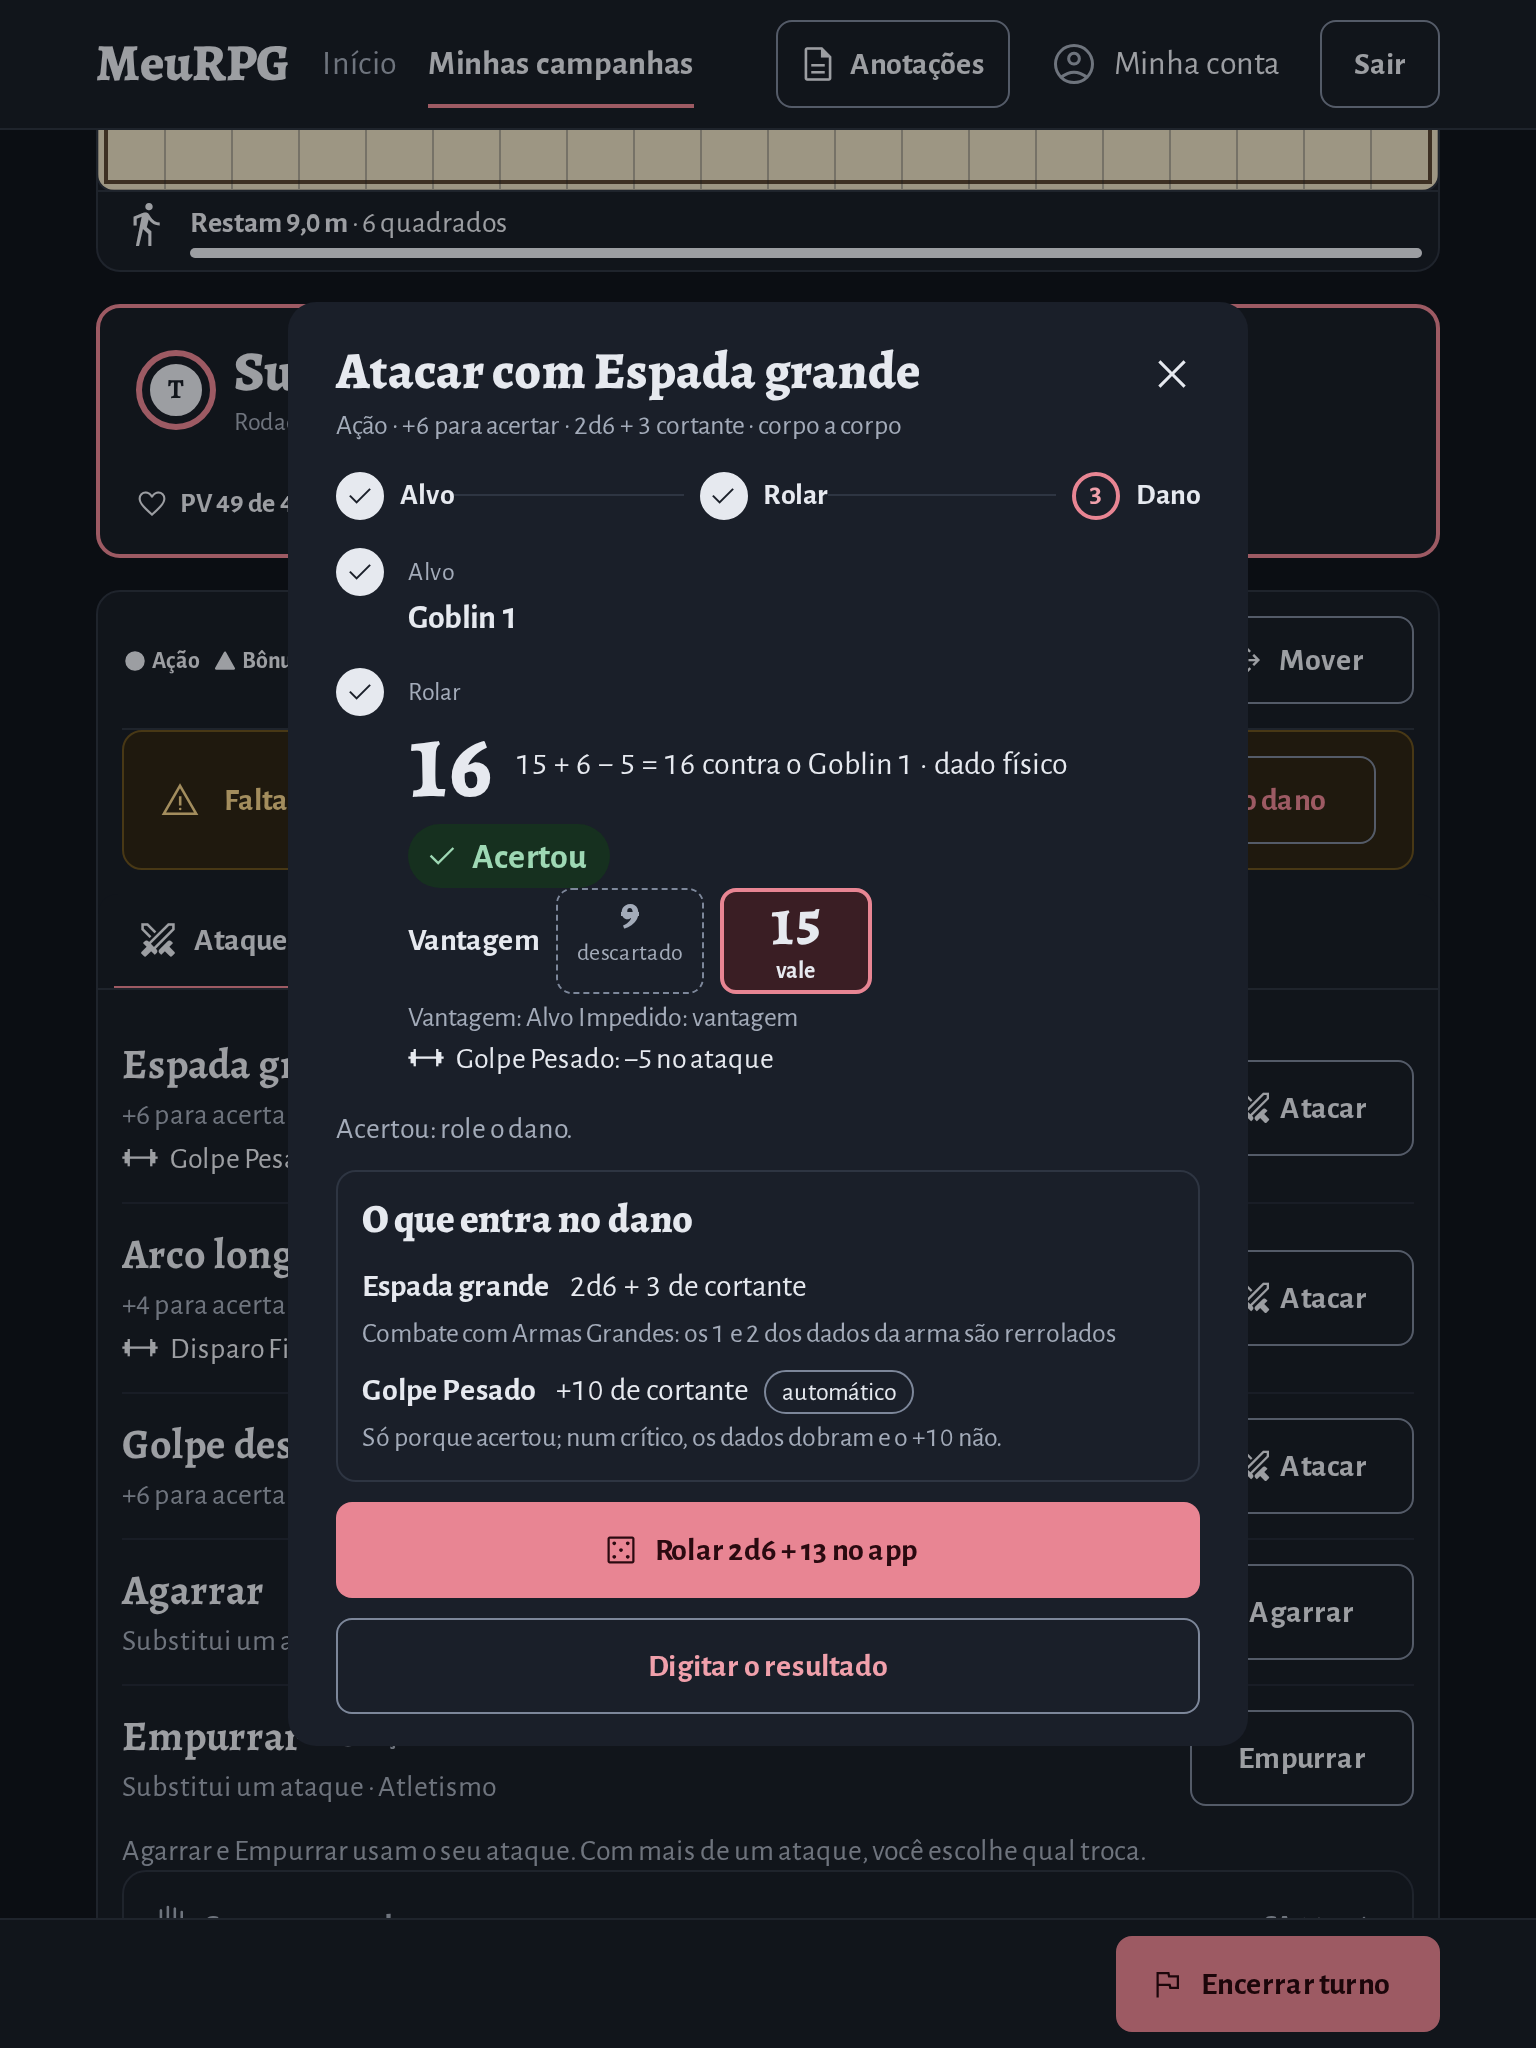 MeuRPG Início Minhas campanhas Anotações Minha conta Sair
Restam 9,0 m · 6 quadrados
T
PV 49 de
Ação Bônu
Mover
Falta
o dano
Ataque
Espada
+6 para acerta
Golpe Pesa
Atacar
Arco long
+4 para acerta
Disparo Fi
Atacar
Golpe des
+6 para acerta
Atacar
Agarrar
Substitui um a
Agarrar
Empurrar
Substitui um ataque · Atletismo
Empurrar
Agarrar e Empurrar usam o seu ataque. Com mais de um ataque, você escolhe qual troca.
Atacar com Espada grande
Ação · +6 para acertar · 2d6 + 3 cortante · corpo a corpo
Alvo Rolar 3 Dano
Alvo
Goblin 1
Rolar
16 15 + 6 − 5 = 16 contra o Goblin 1 · dado físico
Acertou
Vantagem
9
descartado
15
vale
Vantagem: Alvo Impedido: vantagem
Golpe Pesado: −5 no ataque
Acertou: role o dano.
O que entra no dano
Espada grande 2d6 + 3 de cortante
Combate com Armas Grandes: os 1 e 2 dos dados da arma são rerrolados
Golpe Pesado +10 de cortante automático
Só porque acertou; num crítico, os dados dobram e o +10 não.
Rolar 2d6 + 13 no app
Digitar o resultado
Encerrar turno